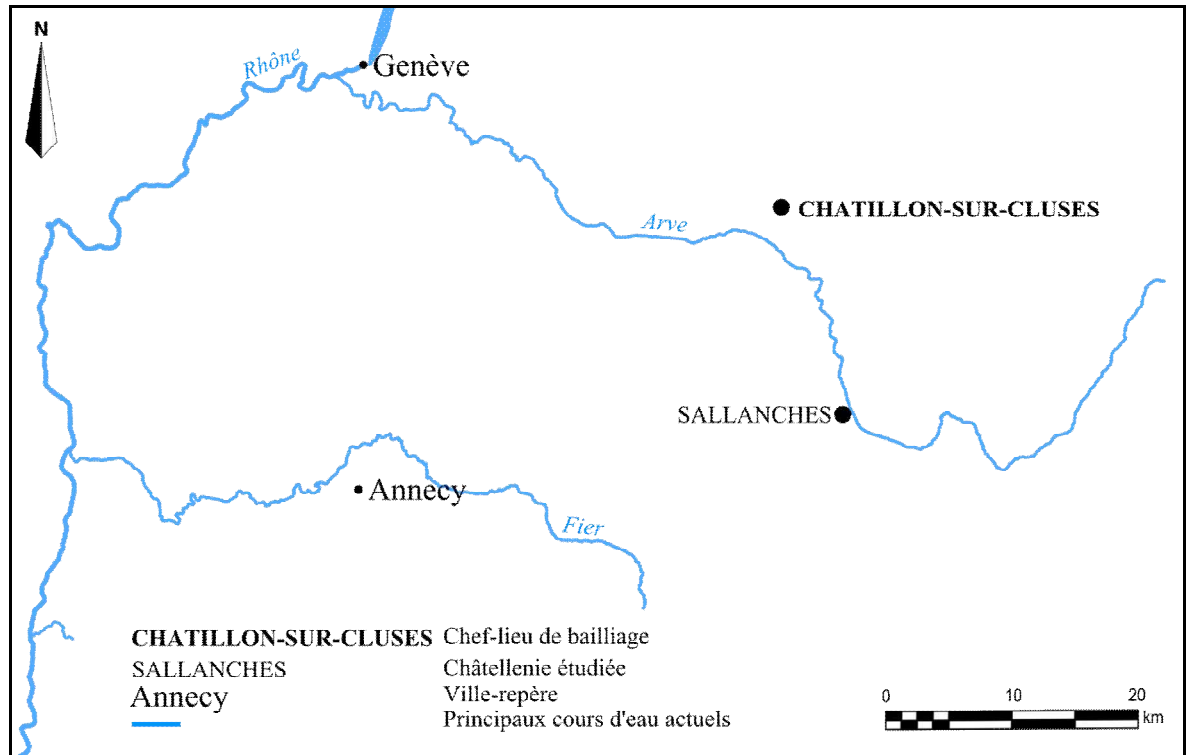 N
Rhône
Genève
CHATILLON-SUR-CLUSES
Arve
SALLANCHES
Annecy
Fier
CHATILLON-SUR-CLUSES Chef-lieu de bailliage
SALLANCHES Châtellenie étudiée
Annecy Ville-repère
Principaux cours d'eau actuels
0 10 20
km